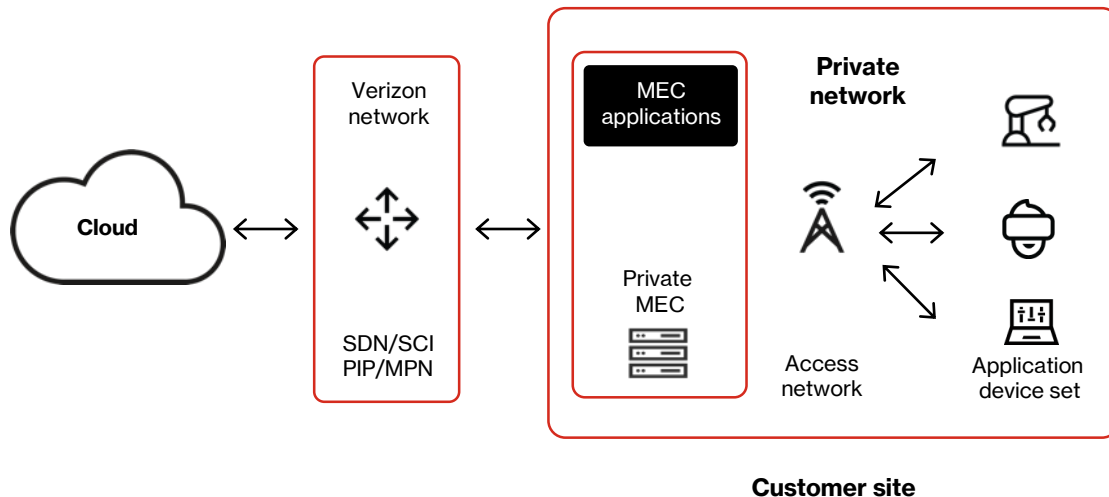 Cloud
Verizon
network
SDN/SCI
PIP/MPN
MEC
applications
Private
MEC
Private
network
Access
network
Application
device set
Customer site